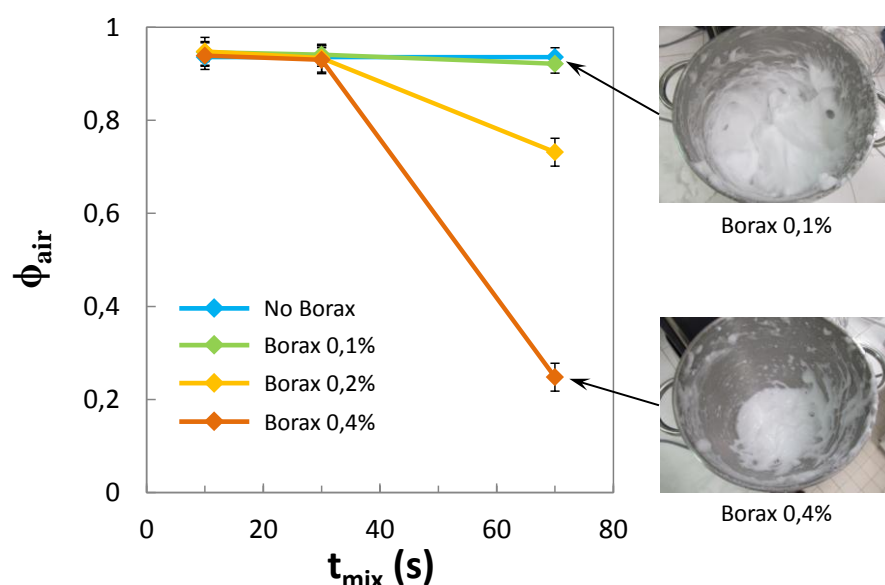 1
0,8
0,6
0,4
0,2
0
ϕair
No Borax
Borax 0,1%
Borax 0,2%
Borax 0,4%
0 20 40 60 80
tmix (s)
Borax 0,1%
Borax 0,4%